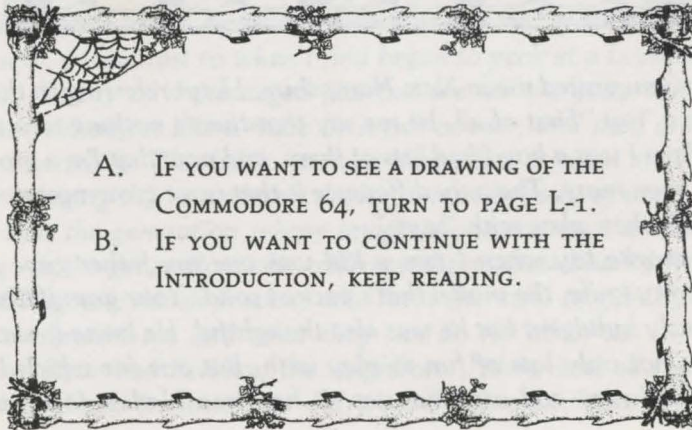 A. IF YOU WANT TO SEE A DRAWING OF THE
COMMODORE 64, TURN TO PAGE 2-1.
B. IF YOU WANT TO CONTINUE WITH THE
INTRODUCTION, KEEP READING.